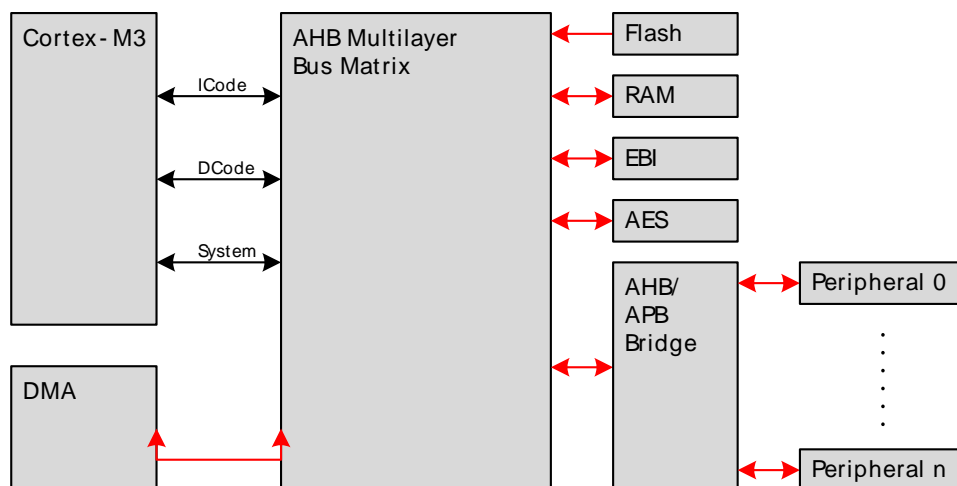 Cortex-M3
AHB Multilayer
Bus Matrix
Flash
RAM
EBI
AES
ICode
DCode
System
AHB/
APB
Bridge
Peripheral 0
DMA
Peripheral n